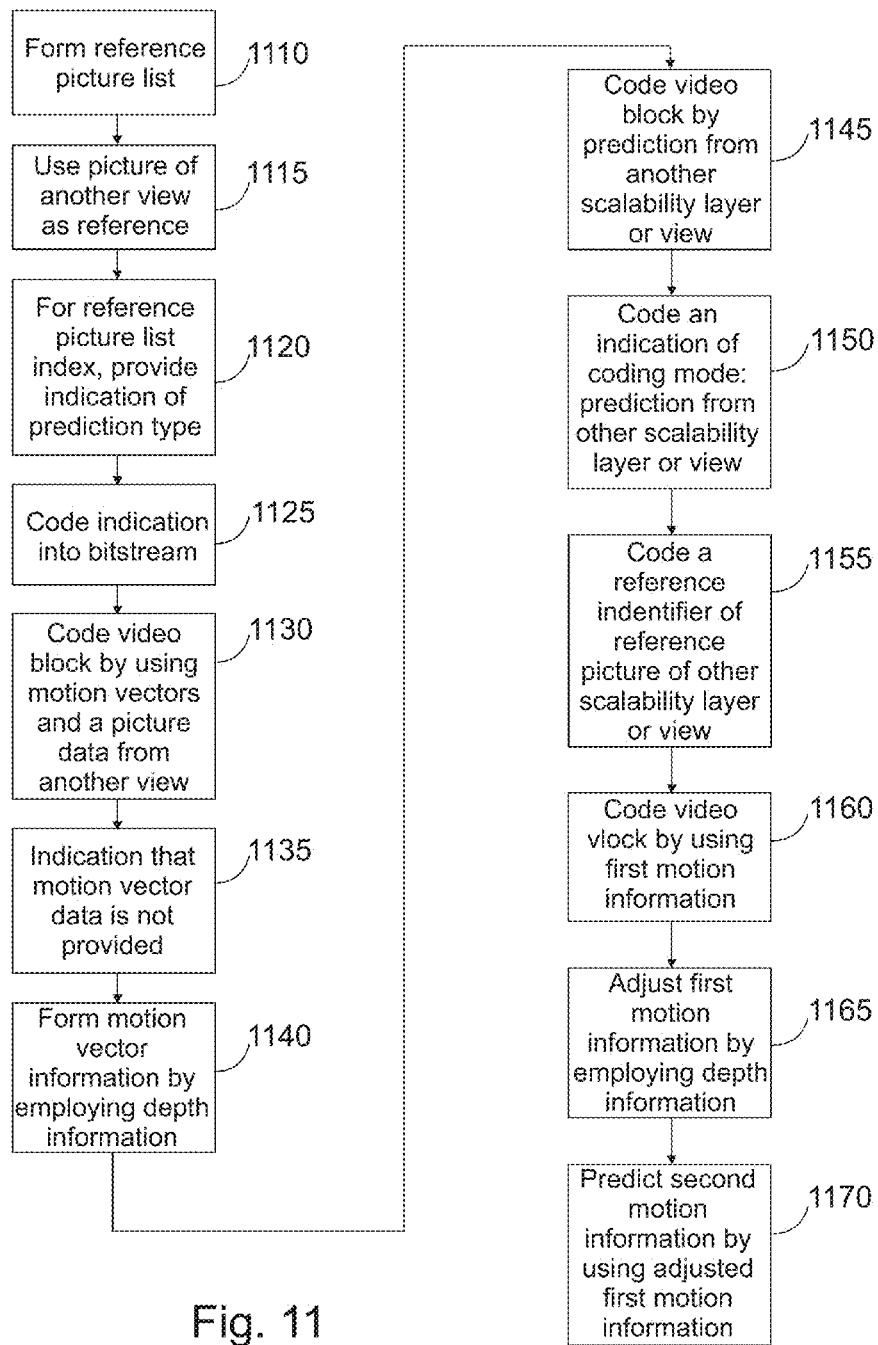 Form reference
picture list
1110
Use picture of
another view
as reference
1115
For reference
picture list
index, provide
indication of
prediction type
1120
Code indication
into bitstream
1125
Code video
block by using
motion vectors
and a picture
data from
another view
1130
Indication that
motion vector
data is not
provided
1135
Form motion
vector
information by
employing depth
information
1140
Code video
block by
prediction from
another
scalability layer
or view
1145
Code an
indication of
coding mode:
prediction from
other scalability
layer or view
1150
Code a
reference
indentifier of
reference
picture of other
scalability layer
or view
1155
Code video
vlock by using
first motion
information
1160
Adjust first
motion
information by
employing depth
information
1165
Predict second
motion
information by
using adjusted
first motion
information
1170
Fig. 11